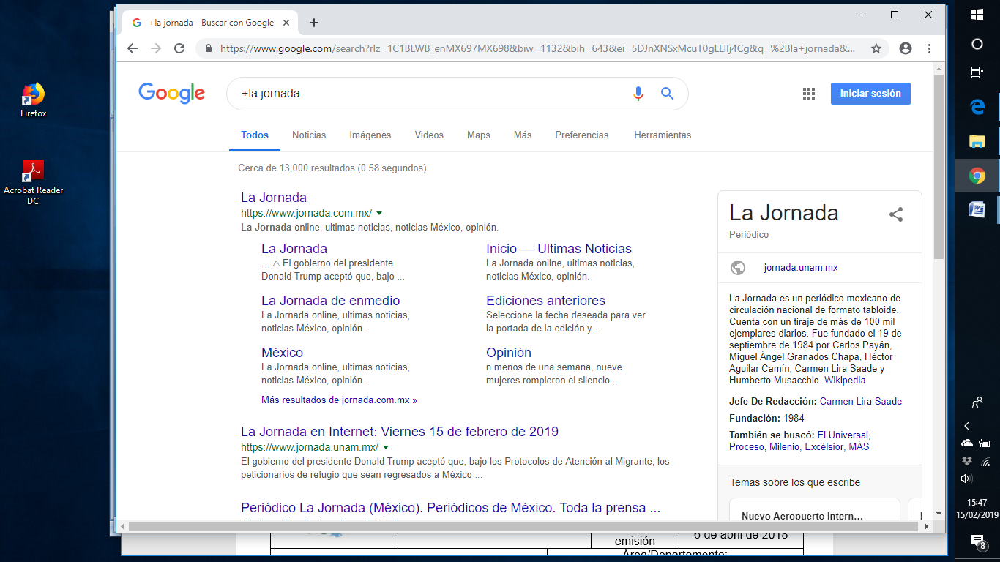 Firefox
Acrobat Reader
DC
+la jornada - Buscar con Google
https://www.google.com/search?rlz=1C1BLWB_enMX697MX698&biw=1132&bih=643&ei=5DJnXNSxMcuT0gLLlIj4Cg&q=%2Bla+jornada&...
Google
+la jornada
Iniciar sesión
Todos Noticias Imágenes Videos Maps Más Preferencias Herramientas
Cerca de 13,000 resultados (0.58 segundos)
La Jornada
https://www.jornada.com.mx/
La Jornada online, ultimas noticias, noticias México, opinión.
La Jornada
... △ El gobierno del presidente
Donald Trump aceptó que, bajo ...
Inicio — Ultimas Noticias
La Jornada online, ultimas noticias,
noticias México, opinión.
La Jornada de enmedio
La Jornada online, ultimas noticias,
noticias México, opinión.
Ediciones anteriores
Seleccione la fecha deseada para ver
la portada de la edición y ...
México
La Jornada online, ultimas noticias,
noticias México, opinión.
Opinión
n menos de una semana, nueve
mujeres rompieron el silencio ...
Más resultados de jornada.com.mx »
La Jornada en Internet: Viernes 15 de febrero de 2019
https://www.jornada.unam.mx/
El gobierno del presidente Donald Trump aceptó que, bajo los Protocolos de Atención al Migrante, los
peticionarios de refugio que sean regresados a México ...
Periódico La Jornada (México). Periódicos de México. Toda la prensa ...
La Jornada
Periódico
jornada.unam.mx
La Jornada es un periódico mexicano de
circulación nacional de formato tabloide.
Cuenta con un tiraje de más de 100 mil
ejemplares diarios. Fue fundado el 19 de
septiembre de 1984 por Carlos Payán,
Miguel Ángel Granados Chapa, Héctor
Aguilar Camín, Carmen Lira Saade y
Humberto Musacchio. Wikipedia
Jefe De Redacción: Carmen Lira Saade
Fundación: 1984
También se buscó: El Universal,
Proceso, Milenio, Excélsior, MÁS
Temas sobre los que escribe
Nuevo Aeropuerto Intern...
emisión
6 de abril de 2018
Área/Departamento:
15:47
15/02/2019
8